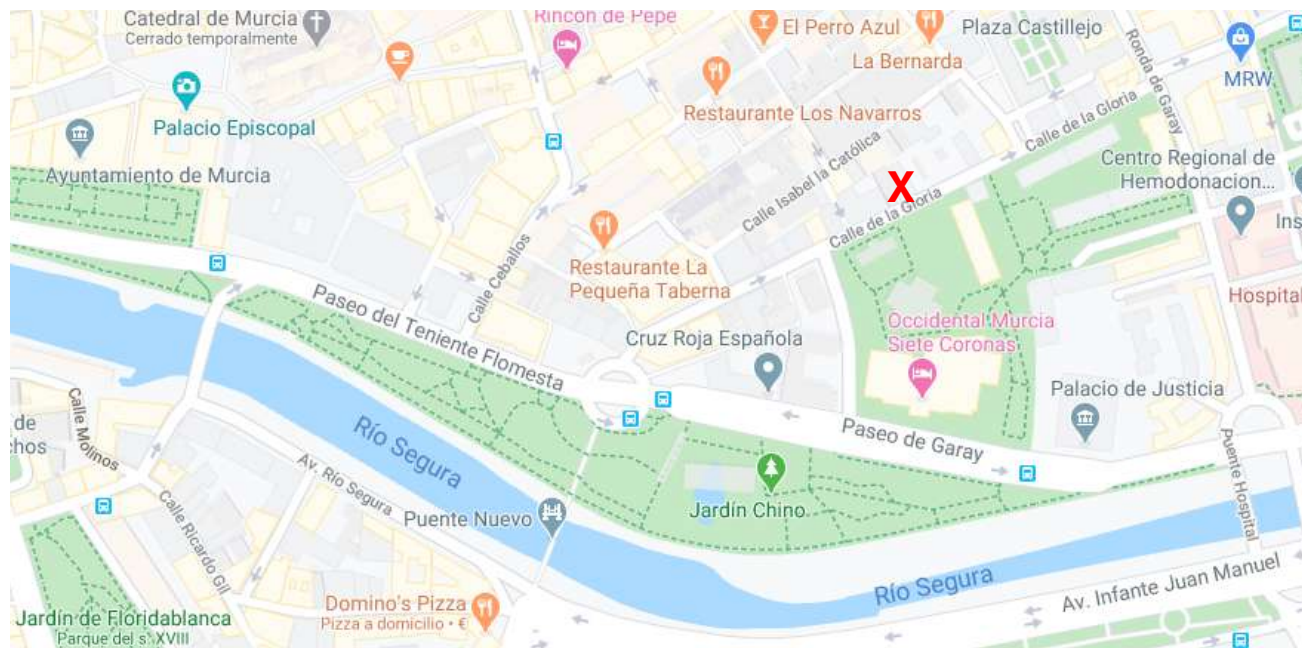 Catedral de Murcia
Cerrado temporalmente
Rincón de Pepe
El Perro Azul
Plaza Castillejo
Ronda de Garay
La Bernarda
MRW
Restaurante Los Navarros
Palacio Episcopal
Calle de la Gloria
Calle Isabel la Católica
Centro Regional de
Hemodonacion...
Ayuntamiento de Murcia
X
Calle de la Gloria
Ins
Calle Ceballos
Restaurante La
Pequeña Taberna
Paseo del Teniente Flomesta
Hospital
Occidental Murcia
Siete Coronas
Cruz Roja Española
Palacio de Justicia
Calle Molinos
de
chos
Río Segura
Paseo de Garay
Puente Hospital
Av. Río Segura
Jardín Chino
Puente Nuevo
Calle Ricardo Gil
Río Segura
Av. Infante Juan Manuel
Domino's Pizza
Pizza a domicilio • €
Jardín de Floridablanca
Parque del s. XVIII